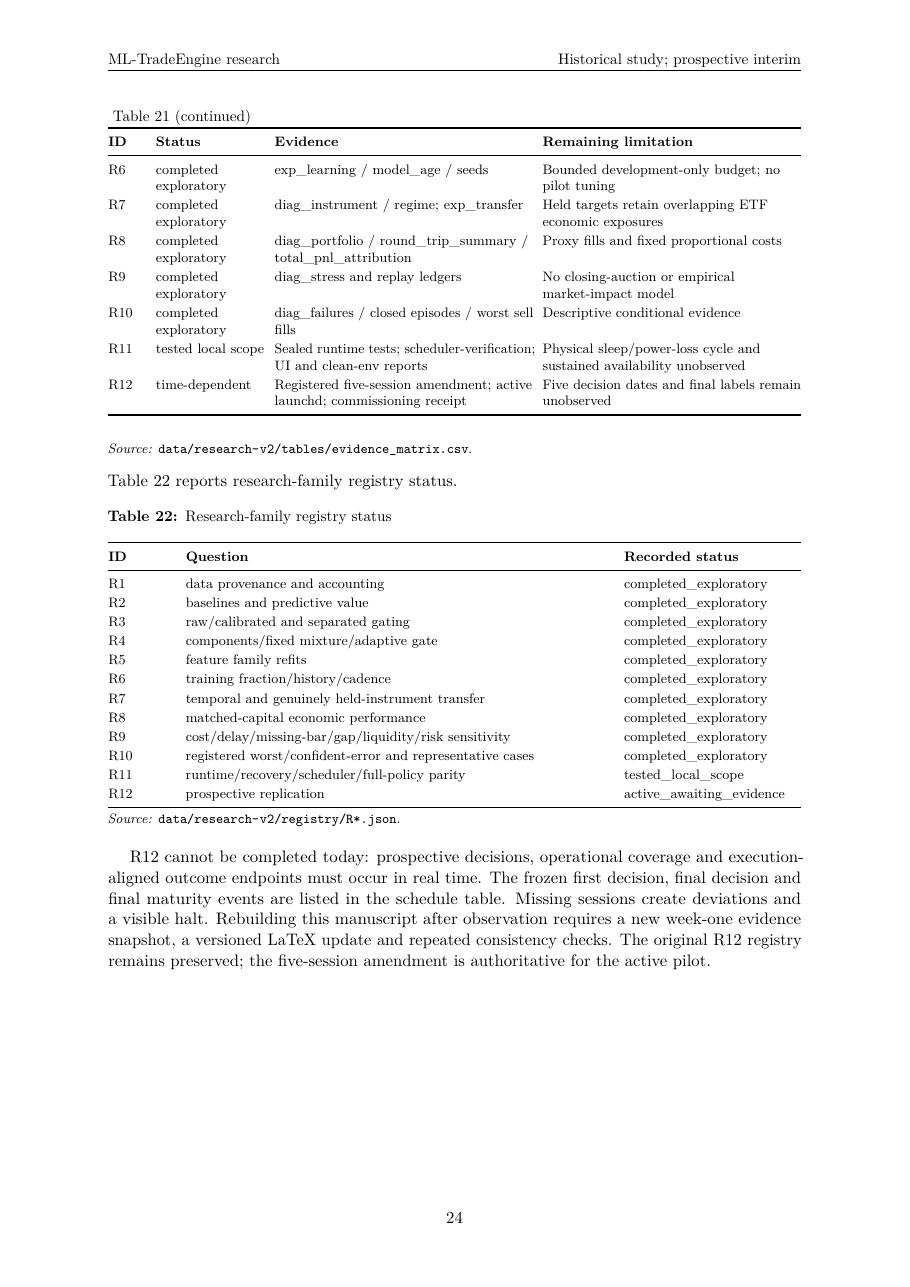 ML-TradeEngine research Historical study; prospective interim
Table 21 (continued)
ID Status Evidence Remaining limitation
R6 completed exp_learning / model_age / seeds Bounded development-only budget; no
exploratory pilot tuning
R7 completed diag_instrument / regime; exp_transfer Held targets retain overlapping ETF
exploratory economic exposures
R8 completed diag_portfolio / round_trip_summary / Proxy fills and fixed proportional costs
exploratory total_pnl_attribution
R9 completed diag_stress and replay ledgers No closing-auction or empirical
exploratory market-impact model
R10 completed diag_failures / closed episodes / worst sell Descriptive conditional evidence
exploratory fills
R11 tested local scope Sealed runtime tests; scheduler-verification; Physical sleep/power-loss cycle and
UI and clean-env reports sustained availability unobserved
R12 time-dependent Registered five-session amendment; active Five decision dates and final labels remain
launchd; commissioning receipt unobserved
Source: data/research-v2/tables/evidence_matrix.csv.
Table 22 reports research-family registry status.
Table 22: Research-family registry status
ID Question Recorded status
R1 data provenance and accounting completed_exploratory
R2 baselines and predictive value completed_exploratory
R3 raw/calibrated and separated gating completed_exploratory
R4 components/fixed mixture/adaptive gate completed_exploratory
R5 feature family refits completed_exploratory
R6 training fraction/history/cadence completed_exploratory
R7 temporal and genuinely held-instrument transfer completed_exploratory
R8 matched-capital economic performance completed_exploratory
R9 cost/delay/missing-bar/gap/liquidity/risk sensitivity completed_exploratory
R10 registered worst/confident-error and representative cases completed_exploratory
R11 runtime/recovery/scheduler/full-policy parity tested_local_scope
R12 prospective replication active_awaiting_evidence
Source: data/research-v2/registry/R*.json.
R12 cannot be completed today: prospective decisions, operational coverage and execution-
aligned outcome endpoints must occur in real time. The frozen first decision, final decision and
final maturity events are listed in the schedule table. Missing sessions create deviations and
a visible halt. Rebuilding this manuscript after observation requires a new week-one evidence
snapshot, a versioned LaTeX update and repeated consistency checks. The original R12 registry
remains preserved; the five-session amendment is authoritative for the active pilot.
24